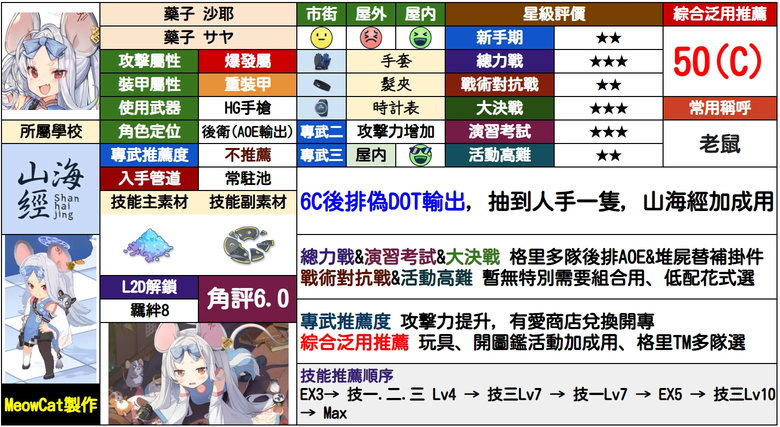 藥子 沙耶
藥子 サヤ
市街 屋外 屋內
星級評價
綜合泛用推薦
新手期 ★★
50(C)
攻擊屬性 爆發屬
手套
總力戰 ★★★
裝甲屬性 重裝甲
髮夾
戰術對抗戰 ★★
使用武器 HG手槍
時計表
大決戰 ★★★
常用稱呼
所屬學校
角色定位 後衛(AOE輸出)
專武二 攻擊力增加
演習考試 ★★★
老鼠
專武推薦度 不推薦
專武三 屋內
活動高難 ★★
山海
經
Shan
hai
jing
入手管道 常駐池
技能主素材 技能副素材
6C後排偽DOT輸出, 抽到人手一隻, 山海經加成用
總力戰&演習考試&大決戰 格里多隊後排AOE&堆屍替補掛件
戰術對抗戰&活動高難 暫無特別需要組合用、低配花式選
L2D解鎖
羈絆8
角評6.0
專武推薦度 攻擊力提升, 有愛商店兌換開專
綜合泛用推薦 玩具、開圖鑑活動加成用、格里TM多隊選
技能推薦順序
EX3→ 技一.二.三 Lv4 → 技三Lv7 → 技一Lv7 → EX5 → 技三Lv10
→ Max
MeowCat製作